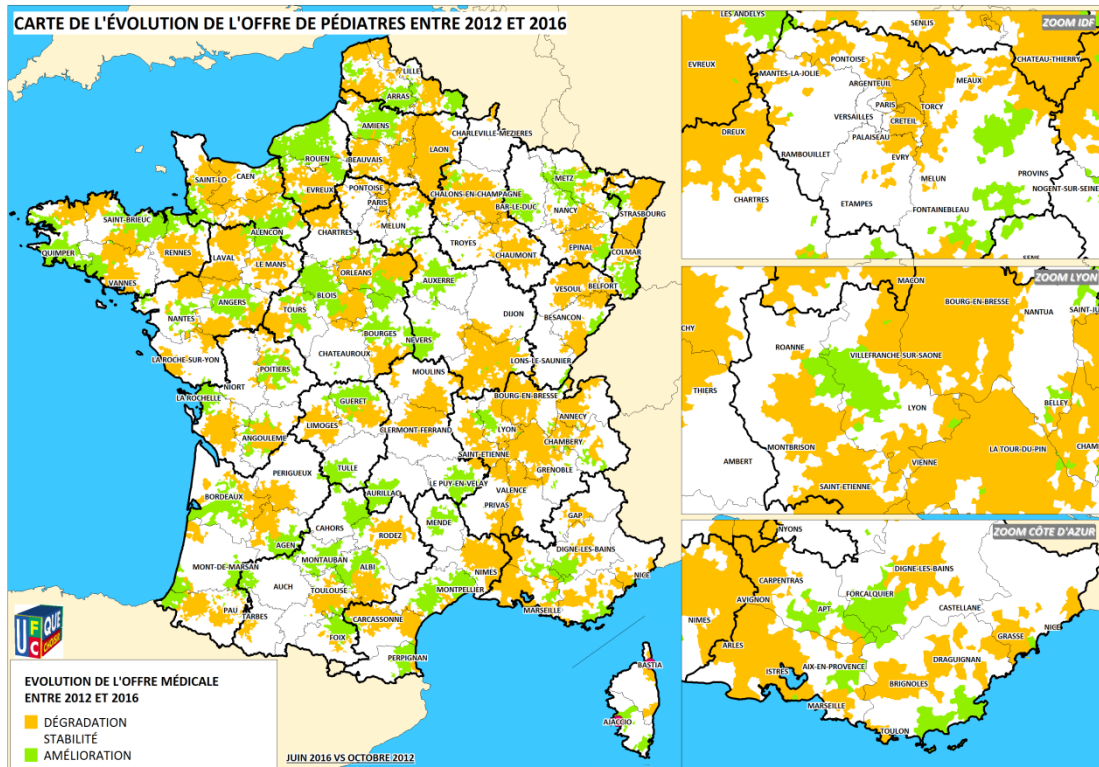 CARTE DE L'ÉVOLUTION DE L'OFFRE DE PÉDIATRES ENTRE 2012 ET 2016
LILLE
ARRAS
AMIENS
CHARLEVILLE-MEZIERES
LAON
ROUEN
BEAUVAIS
SAINT-LO
CAEN
EVREUX
PONTOISE
PARIS
CHALONS-EN-CHAMPAGNE
METZ
BAR-LE-DUC
NANCY
STRASBOURG
SAINT-BRIEUC
ALENCON
CHARTRES
MELUN
TROYES
EPINAL
COLMAR
QUIMPER
RENNES
LAVAL
LE MANS
CHAUMONT
ORLEANS
VANNES
AUXERRE
VESOUL
BELFORT
ANGERS
BLOIS
NANTES
TOURS
DIJON
BESANCON
BOURGES
NEVERS
LA ROCHE-SUR-YON
CHATEAUROUX
LONS-LE-SAUNIER
POITIERS
MOULINS
NIORT
LA ROCHELLE
GUERET
BOURG-EN-BRESSE
ANNECY
LIMOGES
CLERMONT-FERRAND
LYON
ANGOULEME
CHAMBERY
SAINT-ETIENNE
TULLE
GRENOBLE
PERIGUEUX
LE PUY-EN-VELAY
VALENCE
BORDEAUX
AURILLAC
PRIVAS
CAHORS
MENDE
GAP
RODEZ
AGEN
DIGNE-LES-BAINS
MONT-DE-MARSAN
MONTAUBAN
ALBI
NIMES
AUCH
TOULOUSE
MONTPELLIER
NICE
PAU
TARBES
MARSEILLE
CARCASSONNE
FOIX
PERPIGNAN
BASTIA
AJACCIO
UFC QUE CHOISIR
EVOLUTION DE L'OFFRE MÉDICALE
ENTRE 2012 ET 2016
DÉGRADATION
STABILITÉ
AMÉLIORATION
JUIN 2016 VS OCTOBRE 2012
ZOOM IDF
LES ANDELYS
SENLIS
EVREUX
PONTOISE
CHATEAU-THIERRY
MANTES-LA-JOLIE
MEAUX
ARGENTEUIL
PARIS
TORCY
VERSAILLES
CRETEIL
DREUX
PALAISEAU
RAMBOUILLET
EVRY
MELUN
PROVINS
CHARTRES
NOGENT-SUR-SEINE
ETAMPES
FONTAINEBLEAU
SENS
ZOOM LYON
MACON
BOURG-EN-BRESSE
NANTUA
SAINT-JU
CHY
ROANNE
VILLEFRANCHE-SUR-SAONE
THIERS
LYON
BELLEY
MONTBRISON
LA TOUR-DU-PIN
CHAM
AMBERT
VIENNE
SAINT-ETIENNE
ZOOM CÔTE D'AZUR
NYONS
DIGNE-LES-BAINS
CARPENTRAS
FORCALQUIER
AVIGNON
APT
CASTELLANE
NIMES
NICE
ARLES
GRASSE
AIX-EN-PROVENCE
DRAGUIGNAN
ISTRES
BRIGNOLES
MARSEILLE
TOULON